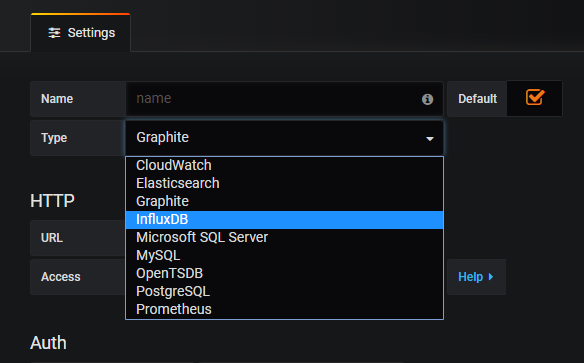 Settings
Name name Default
Type Graphite
CloudWatch
Elasticsearch
Graphite
InfluxDB
Microsoft SQL Server
MySQL
OpenTSDB
PostgreSQL
Prometheus
HTTP
URL
Access Help
Auth